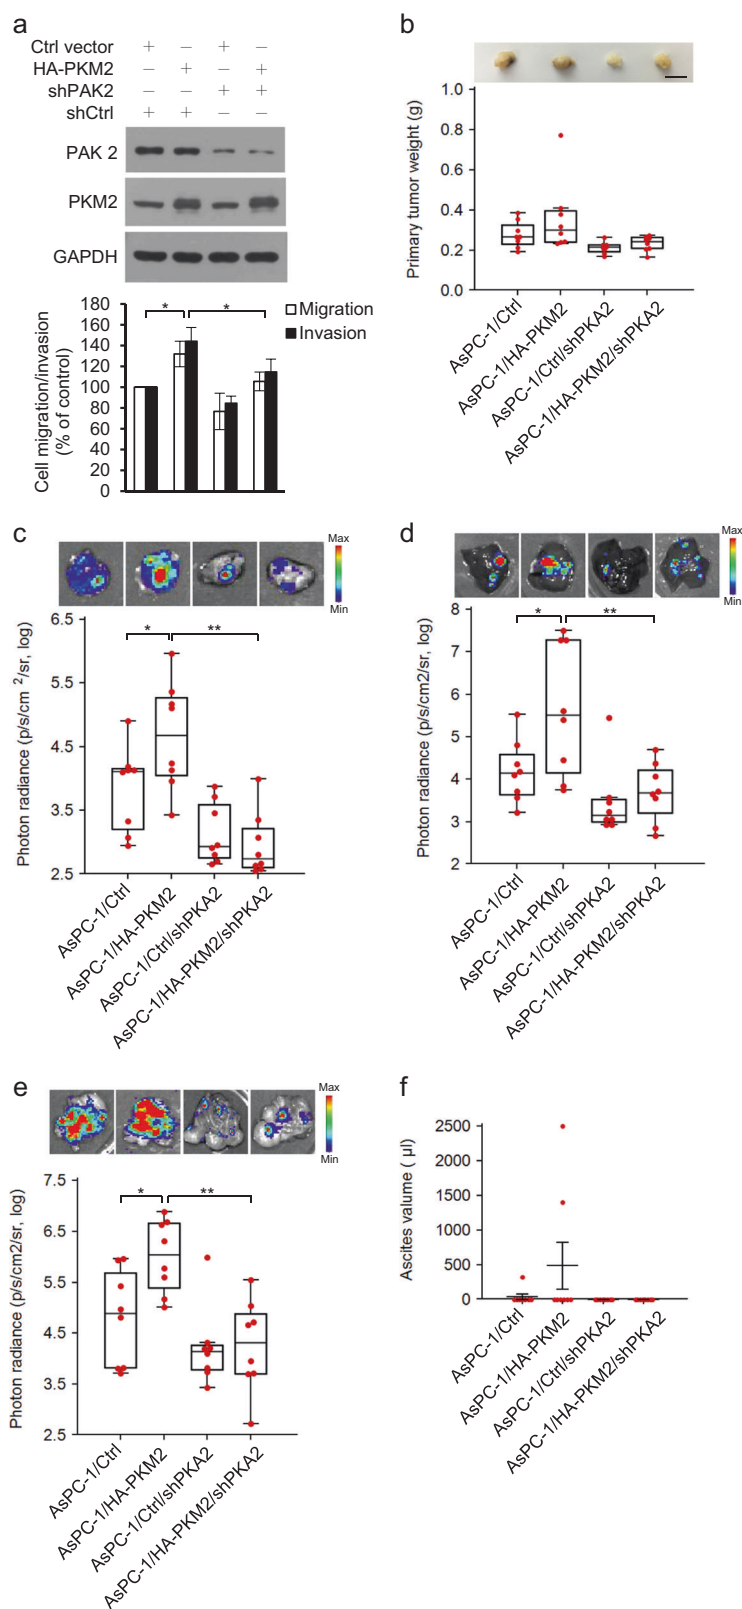 a
Ctrl vector + − + −
HA-PKM2 − + − +
shPAK2 − − + +
shCtrl + + − −
PAK 2
PKM2
GAPDH
Cell migration/invasion
(% of control)
180
160
140
120
100
80
60
40
20
0
* *
Migration
Invasion
b
Primary tumor weight (g)
1.0
0.8
0.6
0.4
0.2
0.0
AsPC-1/Ctrl
AsPC-1/HA-PKM2
AsPC-1/Ctrl/shPKA2
AsPC-1/HA-PKM2/shPKA2
c
Max
Min
Photon radiance (p/s/cm ²/sr, log)
6.5
5.5
4.5
3.5
2.5
* **
AsPC-1/Ctrl
AsPC-1/HA-PKM2
AsPC-1/Ctrl/shPKA2
AsPC-1/HA-PKM2/shPKA2
d
Max
Min
Photon radiance (p/s/cm2/sr, log)
8
7
6
5
4
3
2
* **
AsPC-1/Ctrl
AsPC-1/HA-PKM2
AsPC-1/Ctrl/shPKA2
AsPC-1/HA-PKM2/shPKA2
e
Max
Min
Photon radiance (p/s/cm2/sr, log)
7.5
6.5
5.5
4.5
3.5
2.5
* **
AsPC-1/Ctrl
AsPC-1/HA-PKM2
AsPC-1/Ctrl/shPKA2
AsPC-1/HA-PKM2/shPKA2
f
Ascites valume ( µl)
2500
2000
1500
1000
500
0
AsPC-1/Ctrl
AsPC-1/HA-PKM2
AsPC-1/Ctrl/shPKA2
AsPC-1/HA-PKM2/shPKA2